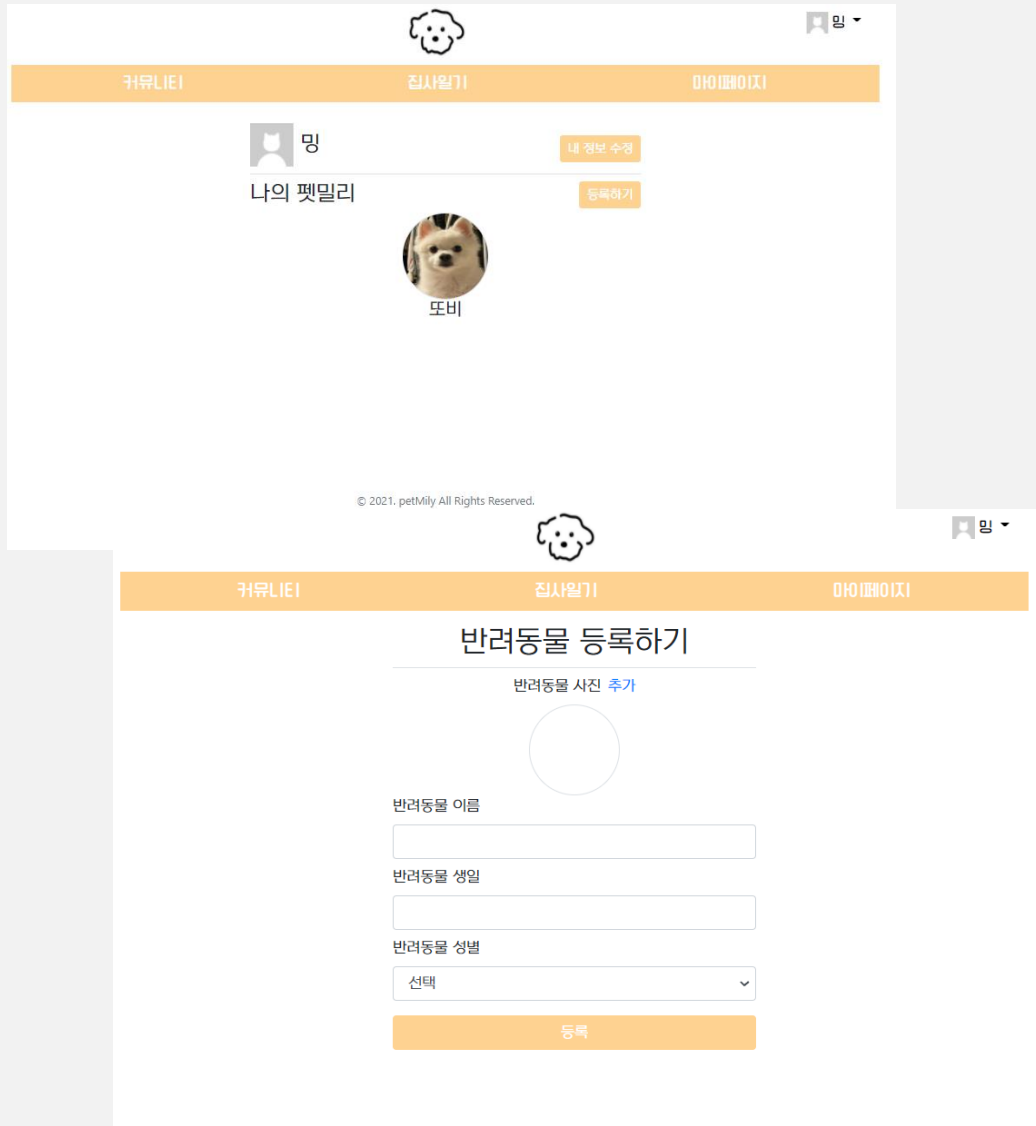 밍
커뮤니티 집사일기 마이페이지
밍 내 정보 수정
나의 펫밀리 등록하기
또비
© 2021. petMily All Rights Reserved.
밍
커뮤니티 집사일기 마이페이지
반려동물 등록하기
반려동물 사진 추가
반려동물 이름
반려동물 생일
반려동물 성별
선택
등록